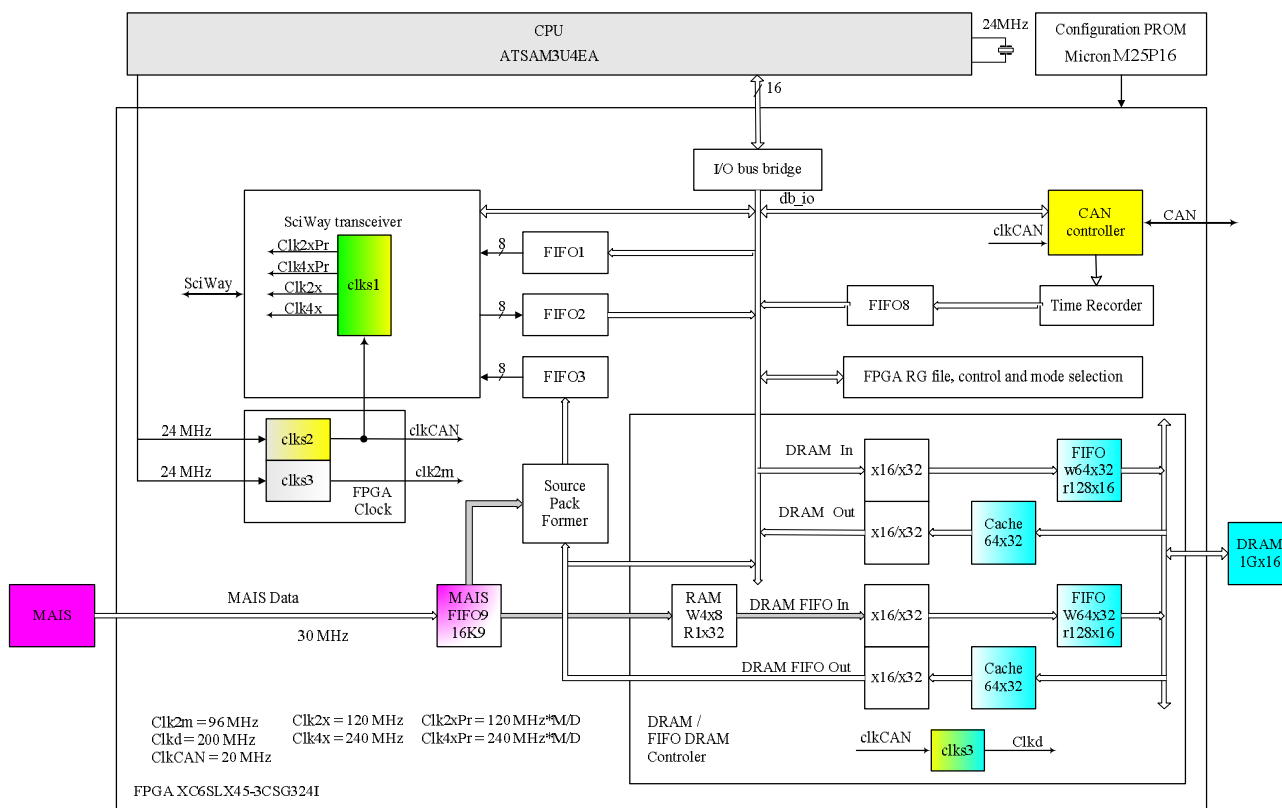 CPU
ATSAM3U4EA
24MHz
Configuration PROM
Micron M25P16
16
I/O bus bridge
db_io
SciWay transceiver
Clk2xPr
Clk4xPr
Clk2x
Clk4x
clks1
SciWay
8
FIFO1
8
FIFO2
8
FIFO3
CAN
controller
clkCAN
CAN
FIFO8
Time Recorder
FPGA RG file, control and mode selection
24 MHz
clks2
clkCAN
24 MHz
clks3
clk2m
FPGA
Clock
Source
Pack
Former
DRAM In
x16/x32
FIFO
w64x32
r128x16
DRAM Out
x16/x32
Cache
64x32
DRAM
1Gx16
MAIS
MAIS Data
30 MHz
MAIS
FIFO9
16K9
RAM
W4x8
R1x32
DRAM FIFO In
x16/x32
FIFO
W64x32
r128x16
DRAM FIFO Out
x16/x32
Cache
64x32
Clk2m = 96 MHz
Clkd = 200 MHz
ClkCAN = 20 MHz
Clk2x = 120 MHz
Clk4x = 240 MHz
Clk2xPr = 120 MHz*M/D
Clk4xPr = 240 MHz*M/D
DRAM /
FIFO DRAM
Controler
clkCAN
clks3
Clkd
FPGA XC6SLX45-3CSG324I